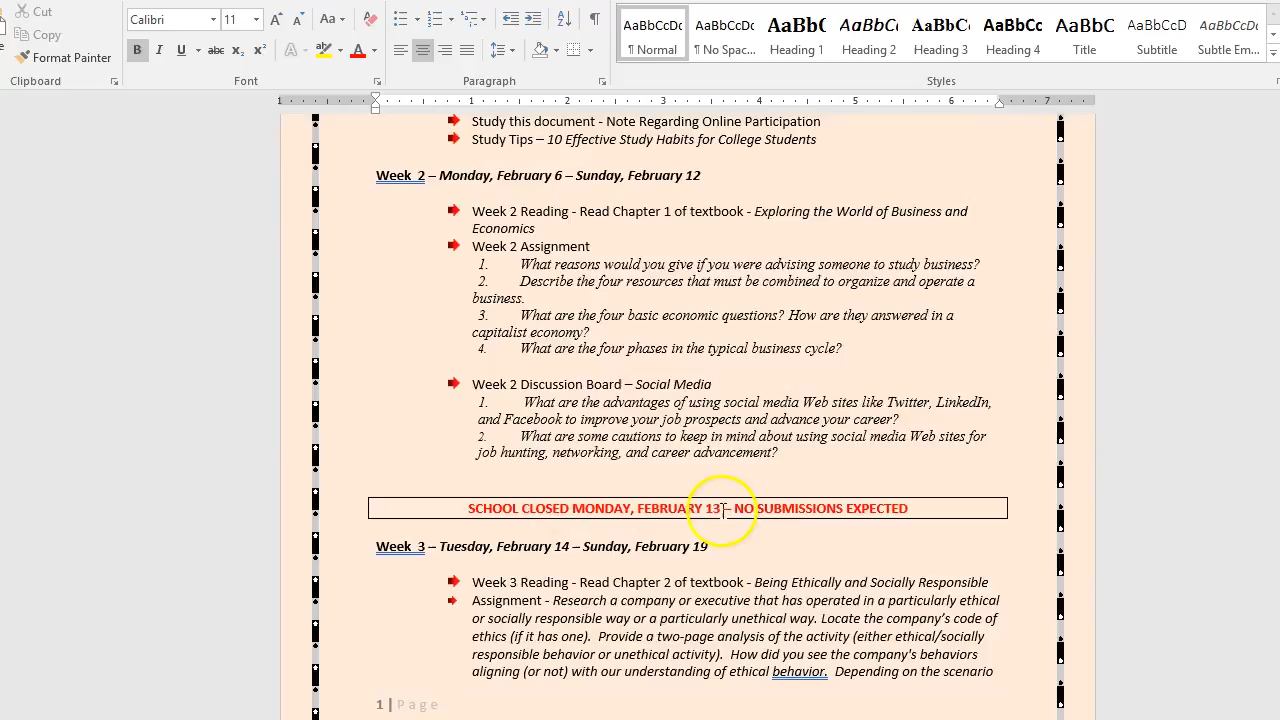 Cut
Copy
Format Painter
Clipboard
Calibri
11
Aa
B I U abc x₂ x²
A A
Font
Paragraph
AaBbCcDc AaBbCcDc AaBbC AaBbCc AaBbCc AaBbCc AaBbC AaBbCcD AaBbCcDc
¶ Normal ¶ No Spac... Heading 1 Heading 2 Heading 3 Heading 4 Title Subtitle Subtle Em...
Styles
1 1 2 3 4 5 6 7
Study this document - Note Regarding Online Participation
Study Tips – 10 Effective Study Habits for College Students
Week 2 – Monday, February 6 – Sunday, February 12
Week 2 Reading - Read Chapter 1 of textbook - Exploring the World of Business and
Economics
Week 2 Assignment
1. What reasons would you give if you were advising someone to study business?
2. Describe the four resources that must be combined to organize and operate a
business.
3. What are the four basic economic questions? How are they answered in a
capitalist economy?
4. What are the four phases in the typical business cycle?
Week 2 Discussion Board – Social Media
1. What are the advantages of using social media Web sites like Twitter, LinkedIn,
and Facebook to improve your job prospects and advance your career?
2. What are some cautions to keep in mind about using social media Web sites for
job hunting, networking, and career advancement?
SCHOOL CLOSED MONDAY, FEBRUARY 13 – NO SUBMISSIONS EXPECTED
Week 3 – Tuesday, February 14 – Sunday, February 19
Week 3 Reading - Read Chapter 2 of textbook - Being Ethically and Socially Responsible
Assignment - Research a company or executive that has operated in a particularly ethical
or socially responsible way or a particularly unethical way. Locate the company's code of
ethics (if it has one). Provide a two-page analysis of the activity (either ethical/socially
responsible behavior or unethical activity). How did you see the company's behaviors
aligning (or not) with our understanding of ethical behavior. Depending on the scenario
1 | Page